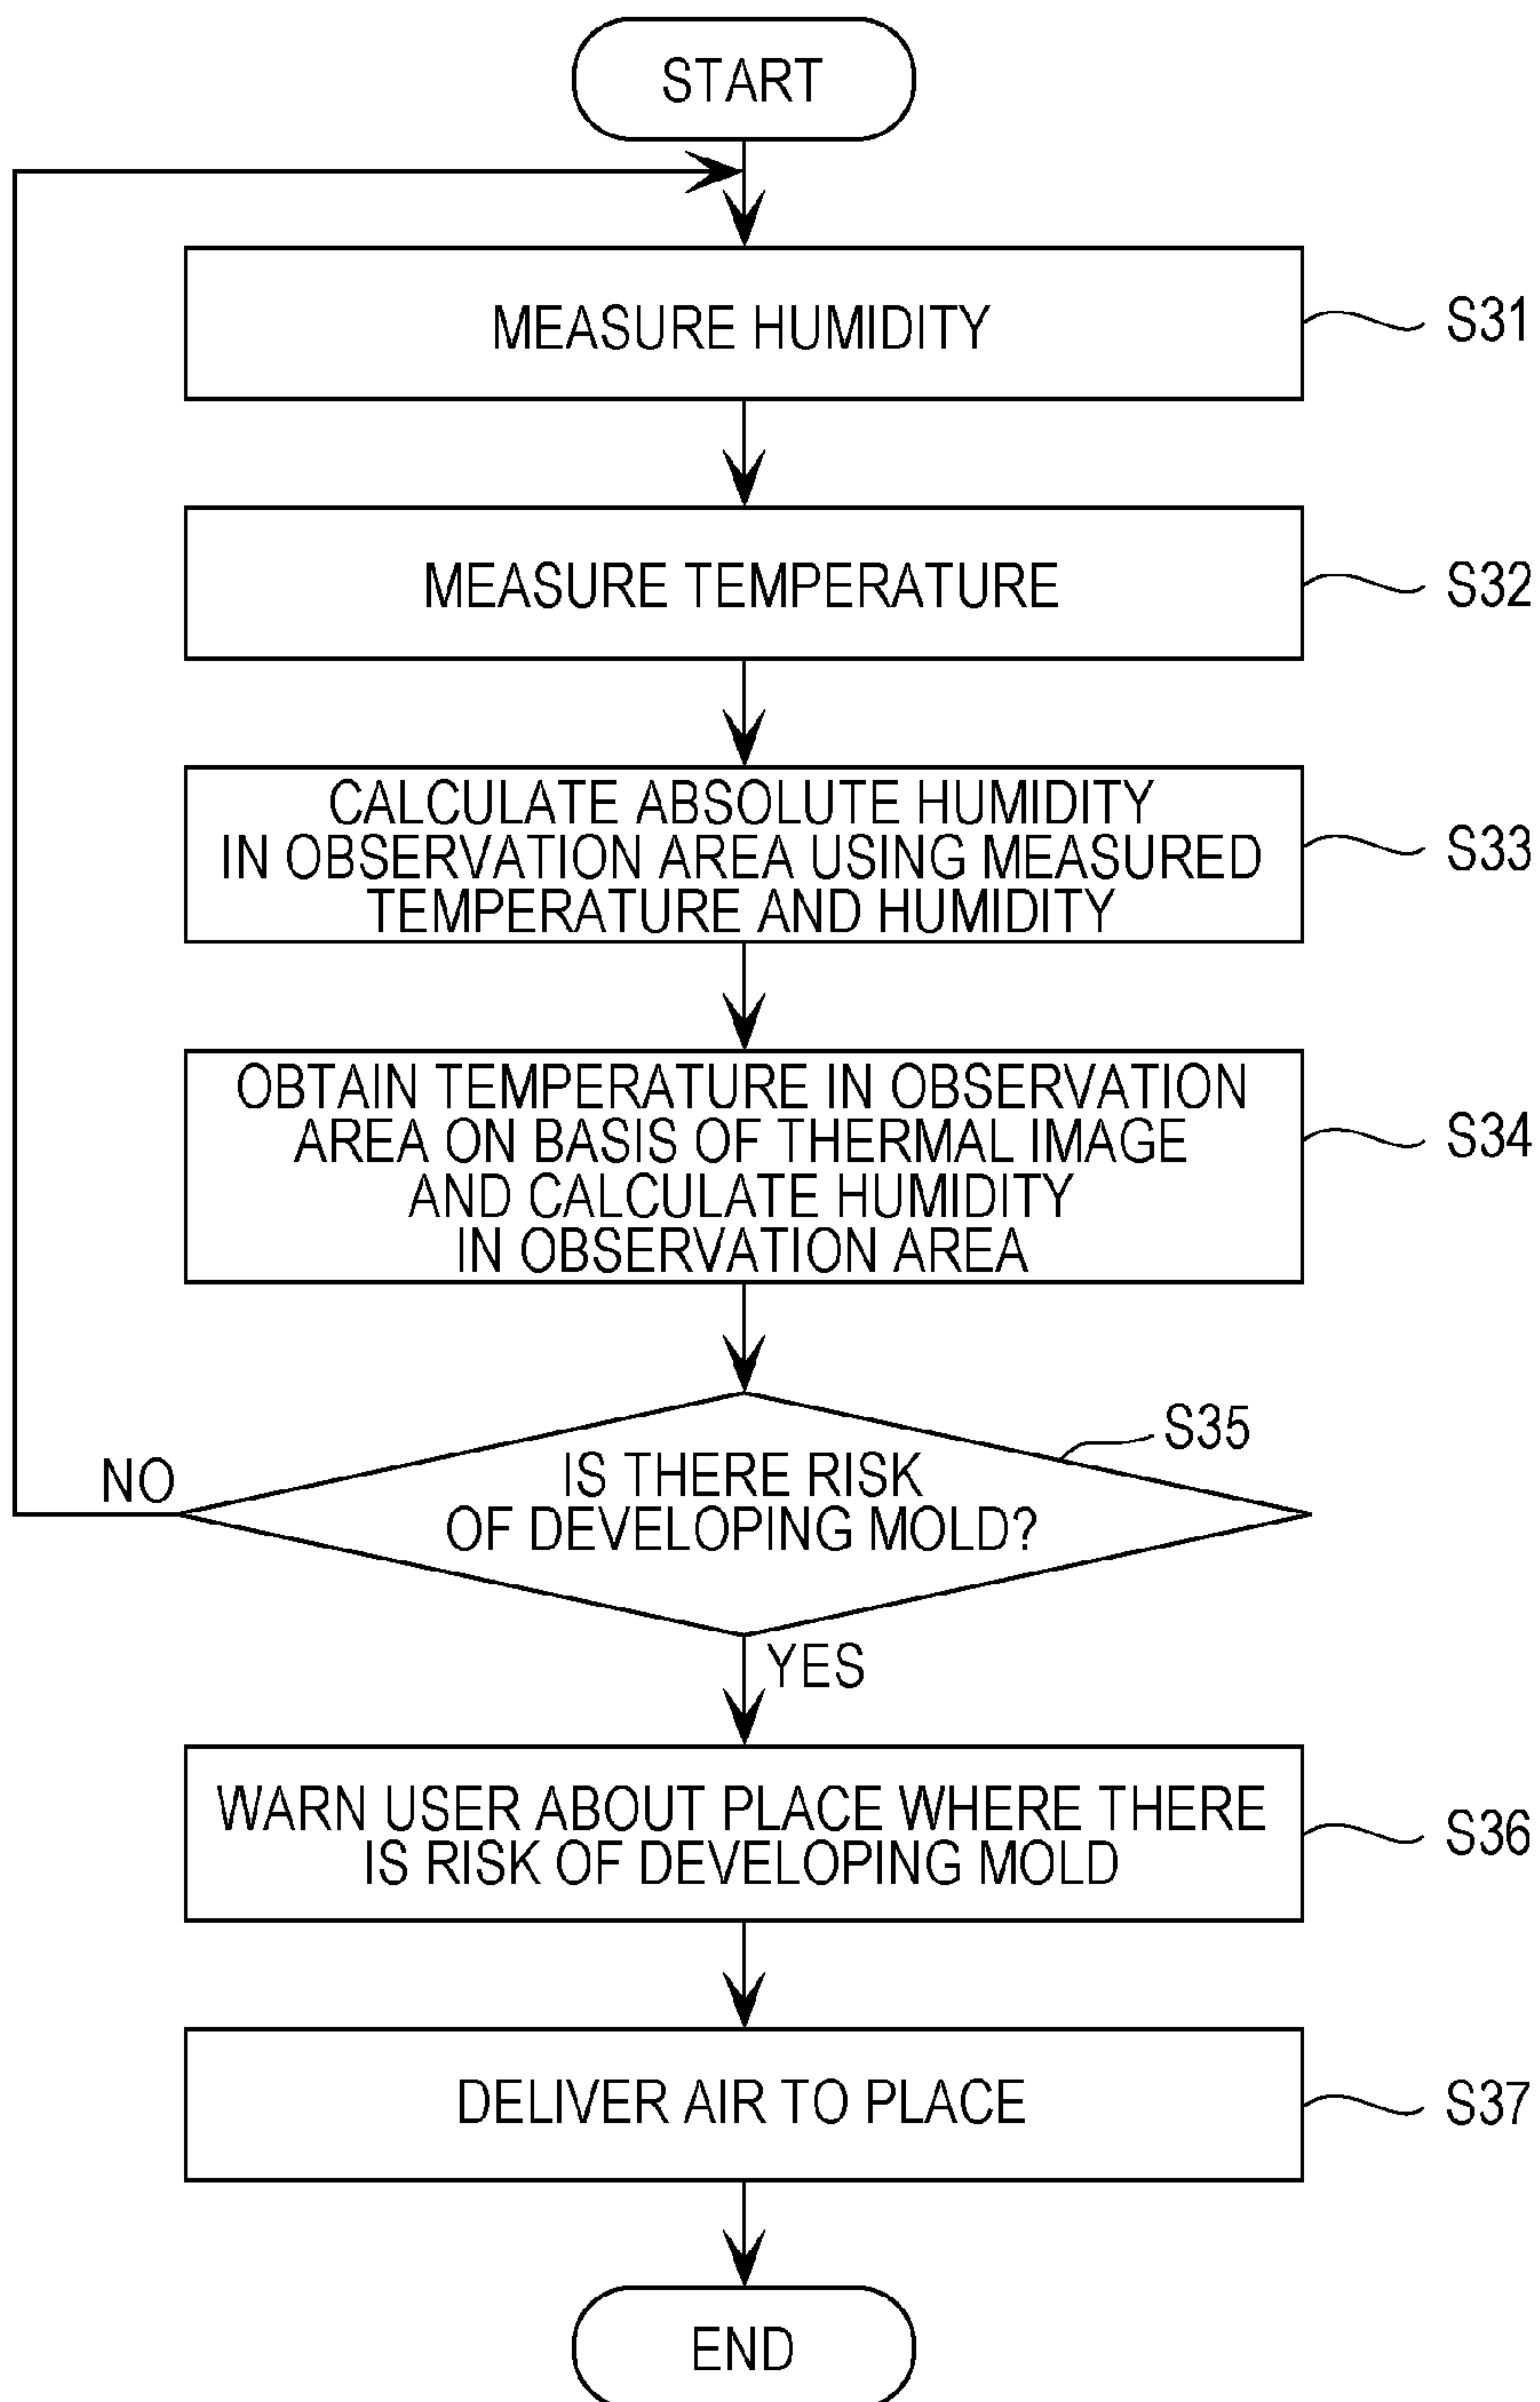 START
MEASURE HUMIDITY
S31
MEASURE TEMPERATURE
S32
CALCULATE ABSOLUTE HUMIDITY
IN OBSERVATION AREA USING MEASURED
TEMPERATURE AND HUMIDITY
S33
OBTAIN TEMPERATURE IN OBSERVATION
AREA ON BASIS OF THERMAL IMAGE
AND CALCULATE HUMIDITY
IN OBSERVATION AREA
S34
S35
IS THERE RISK
OF DEVELOPING MOLD?
NO
YES
WARN USER ABOUT PLACE WHERE THERE
IS RISK OF DEVELOPING MOLD
S36
DELIVER AIR TO PLACE
S37
END